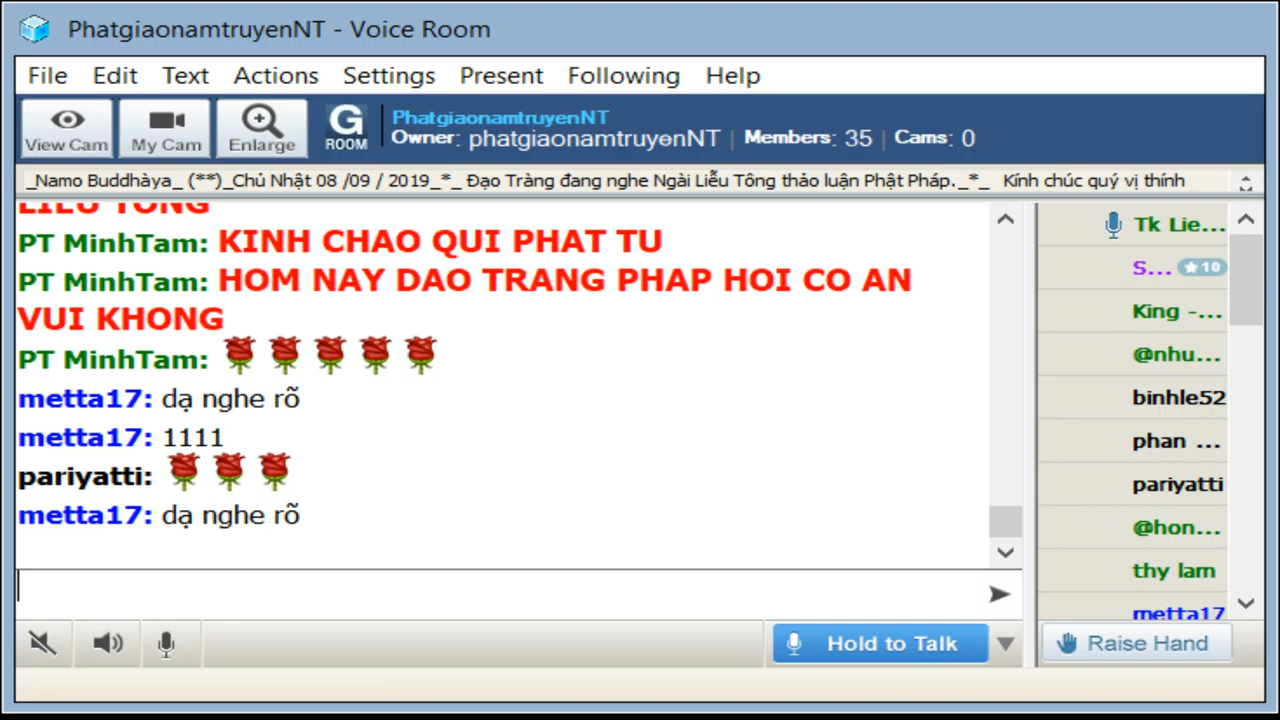 PhatgiaonamtruyenNT - Voice Room
File Edit Text Actions Settings Present Following Help
View Cam My Cam Enlarge G ROOM
PhatgiaonamtruyenNT
Owner: phatgiaonamtruyenNT | Members: 35 | Cams: 0
_Namo Buddhàya_ (**)_Chủ Nhật 08 /09 / 2019_*_ Đạo Tràng đang nghe Ngài Liễu Tông thảo luận Phật Pháp._*_ Kính chúc quý vị thính
LIEU TONG
PT MinhTam: KINH CHAO QUI PHAT TU
PT MinhTam: HOM NAY DAO TRANG PHAP HOI CO AN
VUI KHONG
PT MinhTam:
metta17: dạ nghe rõ
metta17: 1111
pariyatti:
metta17: dạ nghe rõ
Tk Lie...
S... 10
King -...
@nhu...
binhle52
phan ...
pariyatti
@hon...
thy lam
metta17
Hold to Talk
Raise Hand